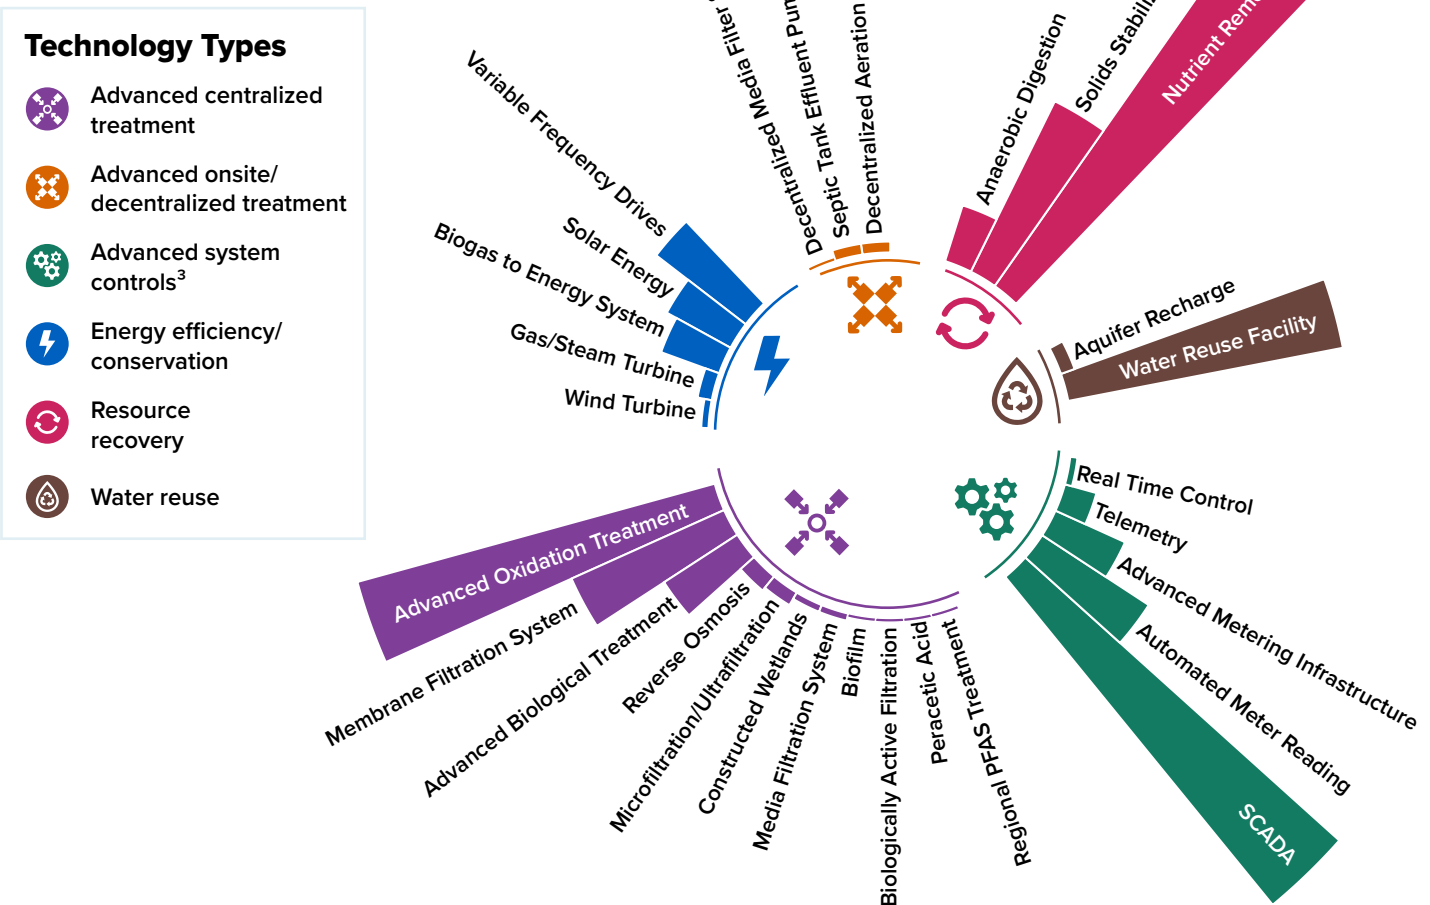 Technology Types
Advanced centralized
treatment
Advanced onsite/
decentralized treatment
Advanced system
controls³
Energy efficiency/
conservation
Resource
recovery
Water reuse
Wind Turbine
Gas/Steam Turbine
Biogas to Energy System
Solar Energy
Variable Frequency Drives
Decentralized Media Filter
Septic Tank Effluent
Decentralized Aeration
Anaerobic Digestion
Solids
Nutrient
Aquifer Recharge
Water Reuse Facility
Real Time Control
Telemetry
Advanced Metering Infrastructure
Automated Meter Reading
SCADA
Regional PFAS Treatment
Peracetic Acid
Biologically Active Filtration
Biofilm
Media Filtration System
Constructed Wetlands
Microfiltration/Ultrafiltration
Reverse Osmosis
Advanced Biological Treatment
Membrane Filtration System
Advanced Oxidation Treatment